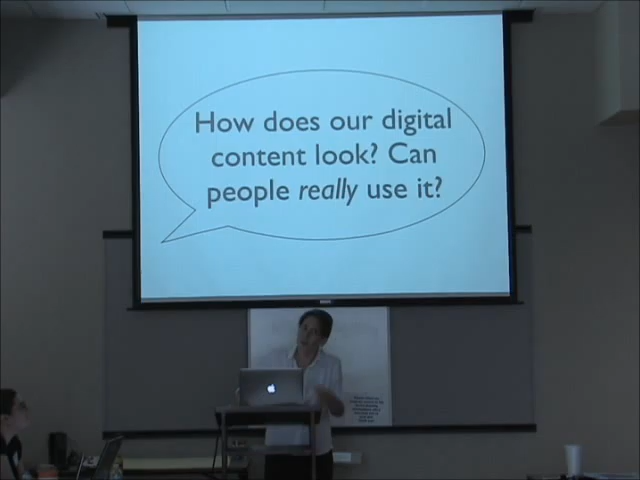 How does our digital
content look? Can
people really use it?